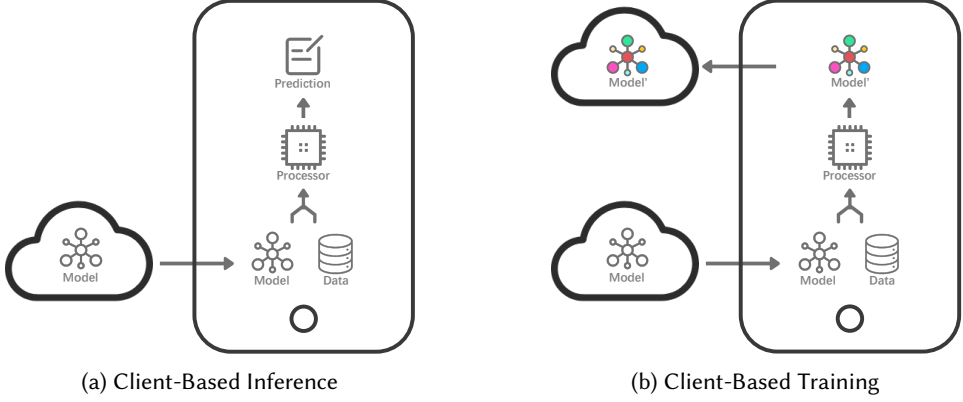 Prediction
Processor
Model
Model
Data
(a) Client-Based Inference
Model'
Model'
Processor
Model
Model
Data
(b) Client-Based Training